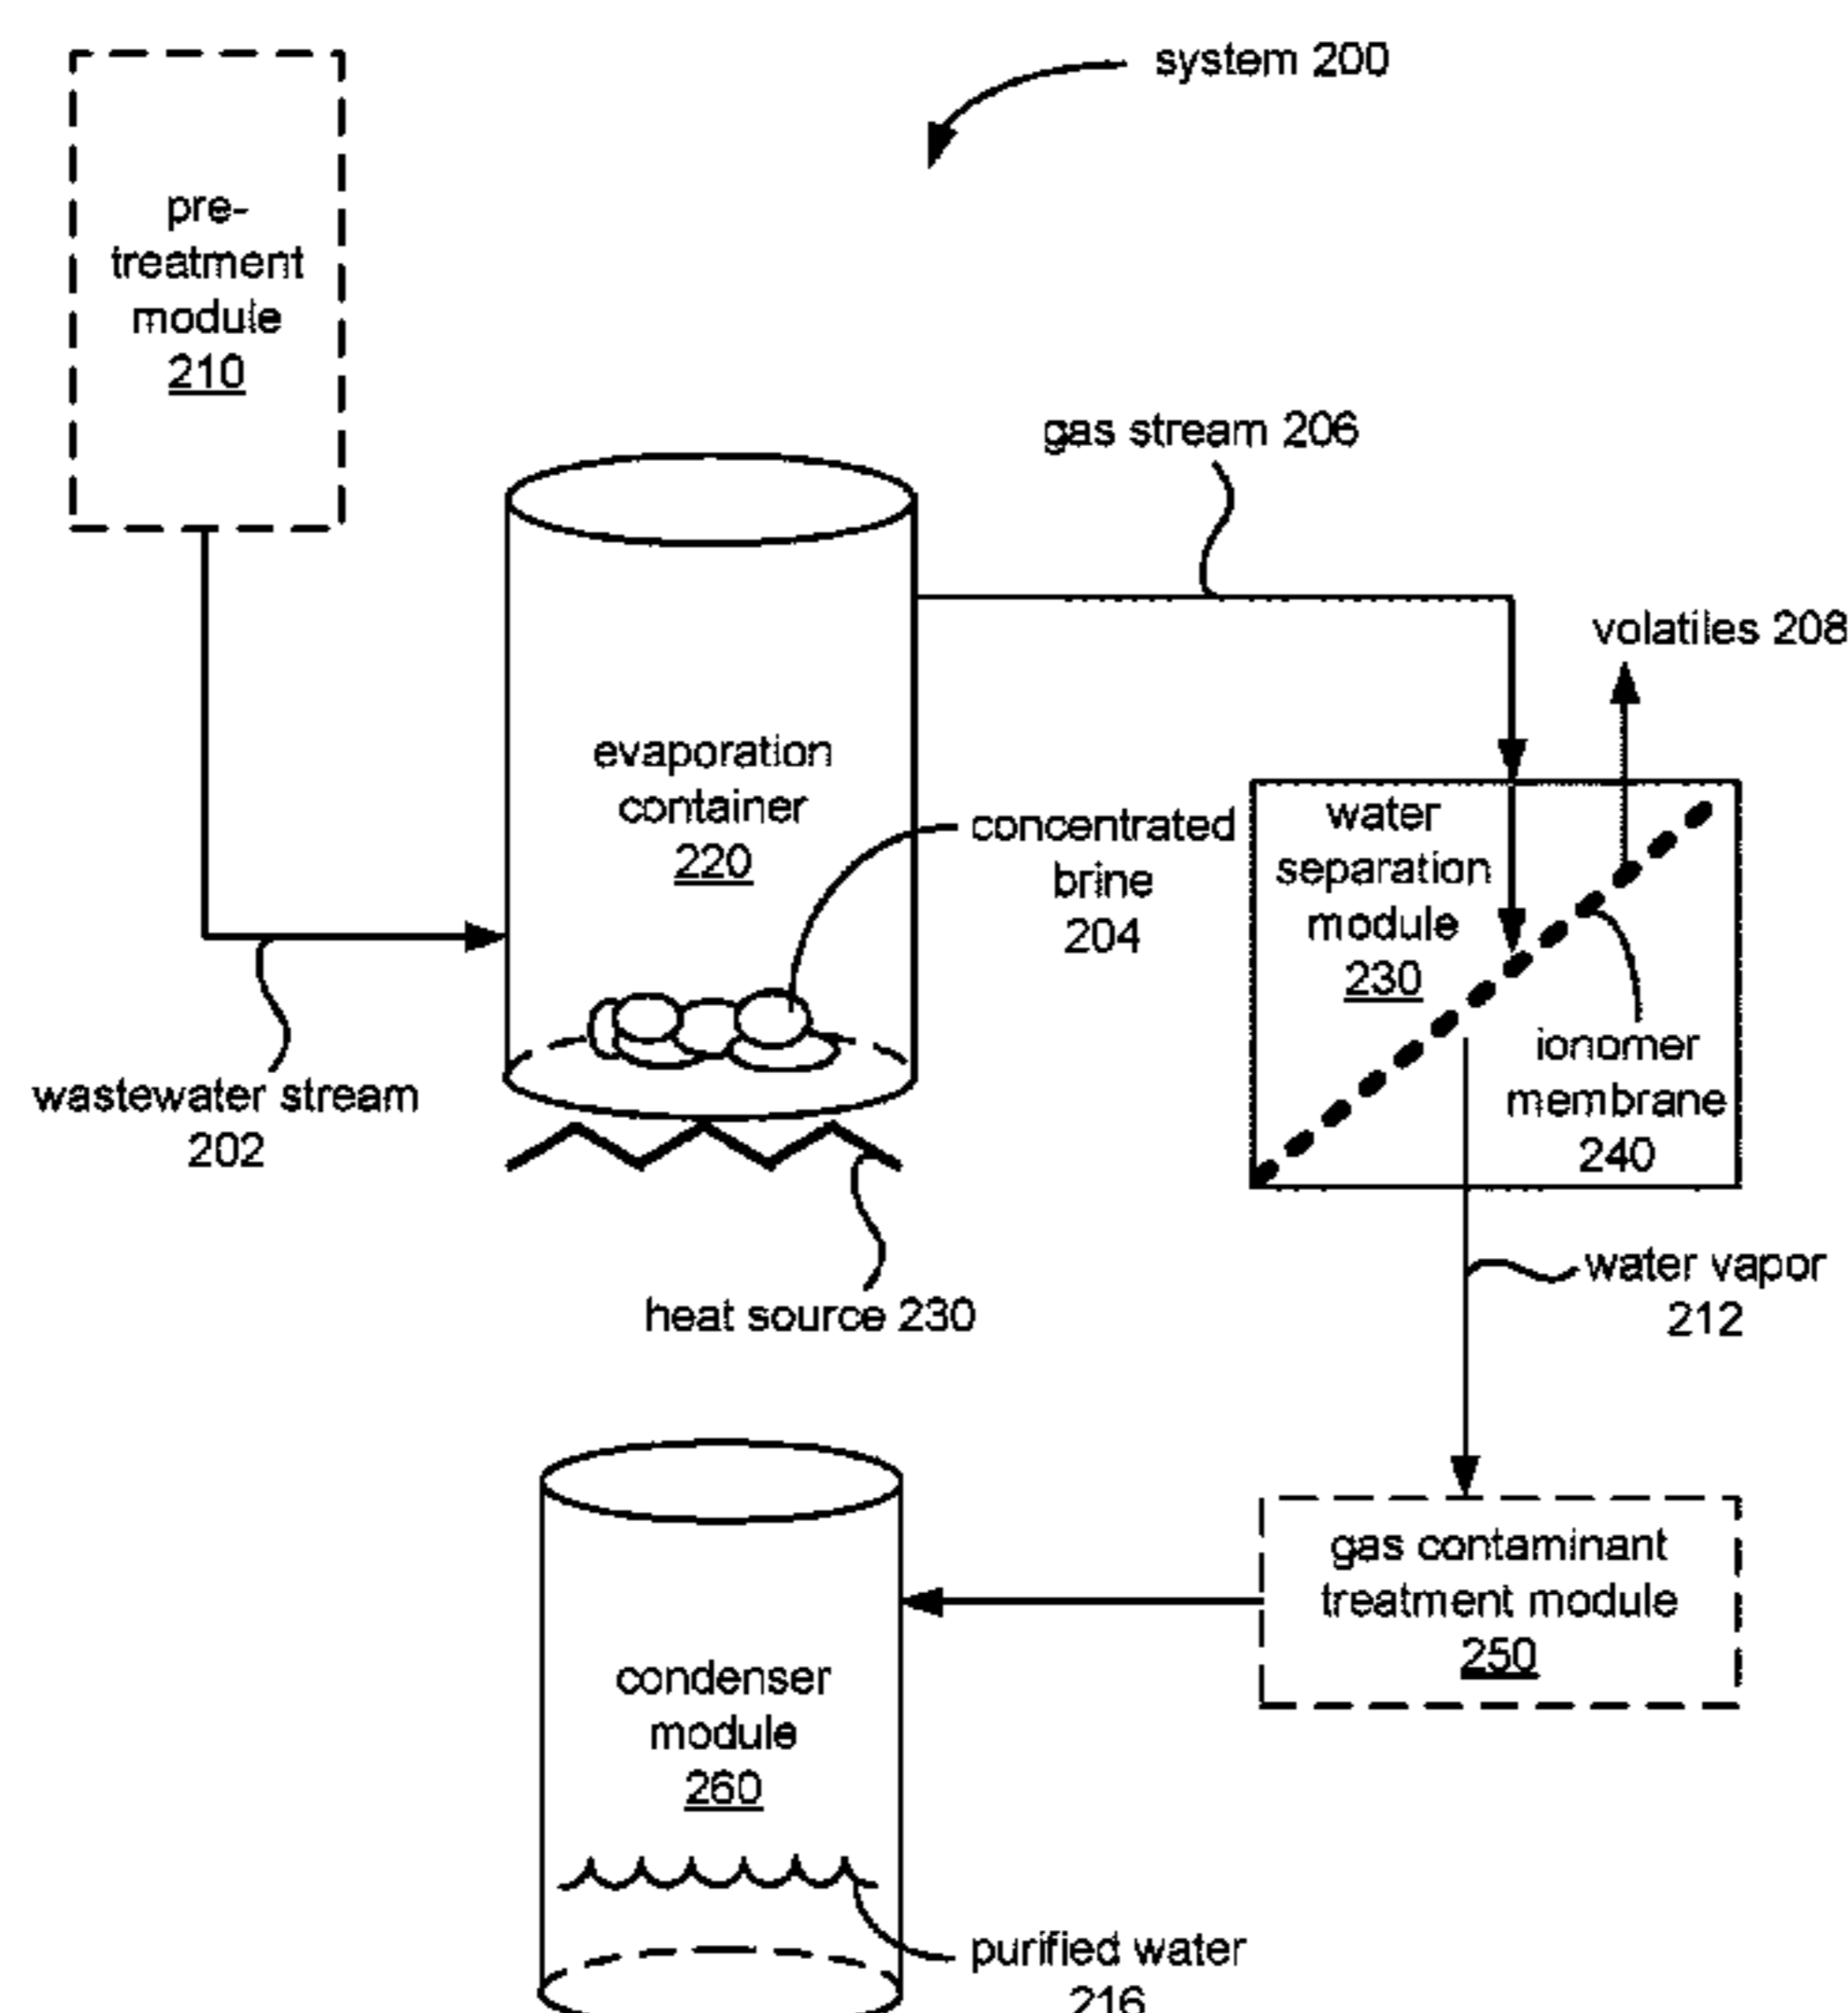 system 200
pre-
treatment
module
210
gas stream 206
volatiles 208
evaporation
container
220
concentrated
brine
204
water
separation
module
230
ionomer
membrane
240
wastewater stream
202
heat source 230
water vapor
212
gas contaminant
treatment module
250
condenser
module
260
purified water
216